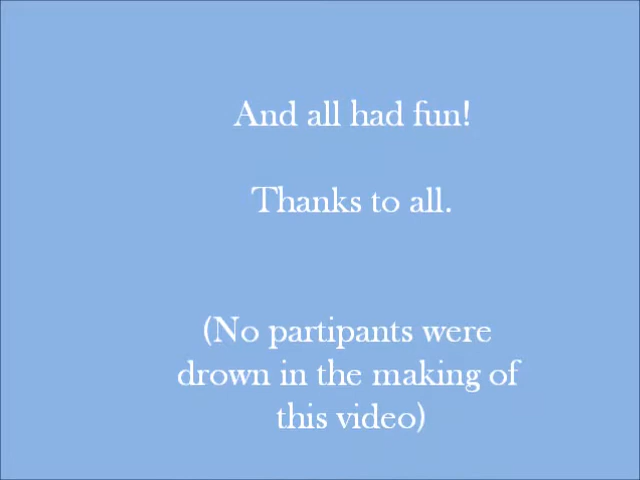 And all had fun!
Thanks to all.
(No partipants were
drown in the making of
this video)